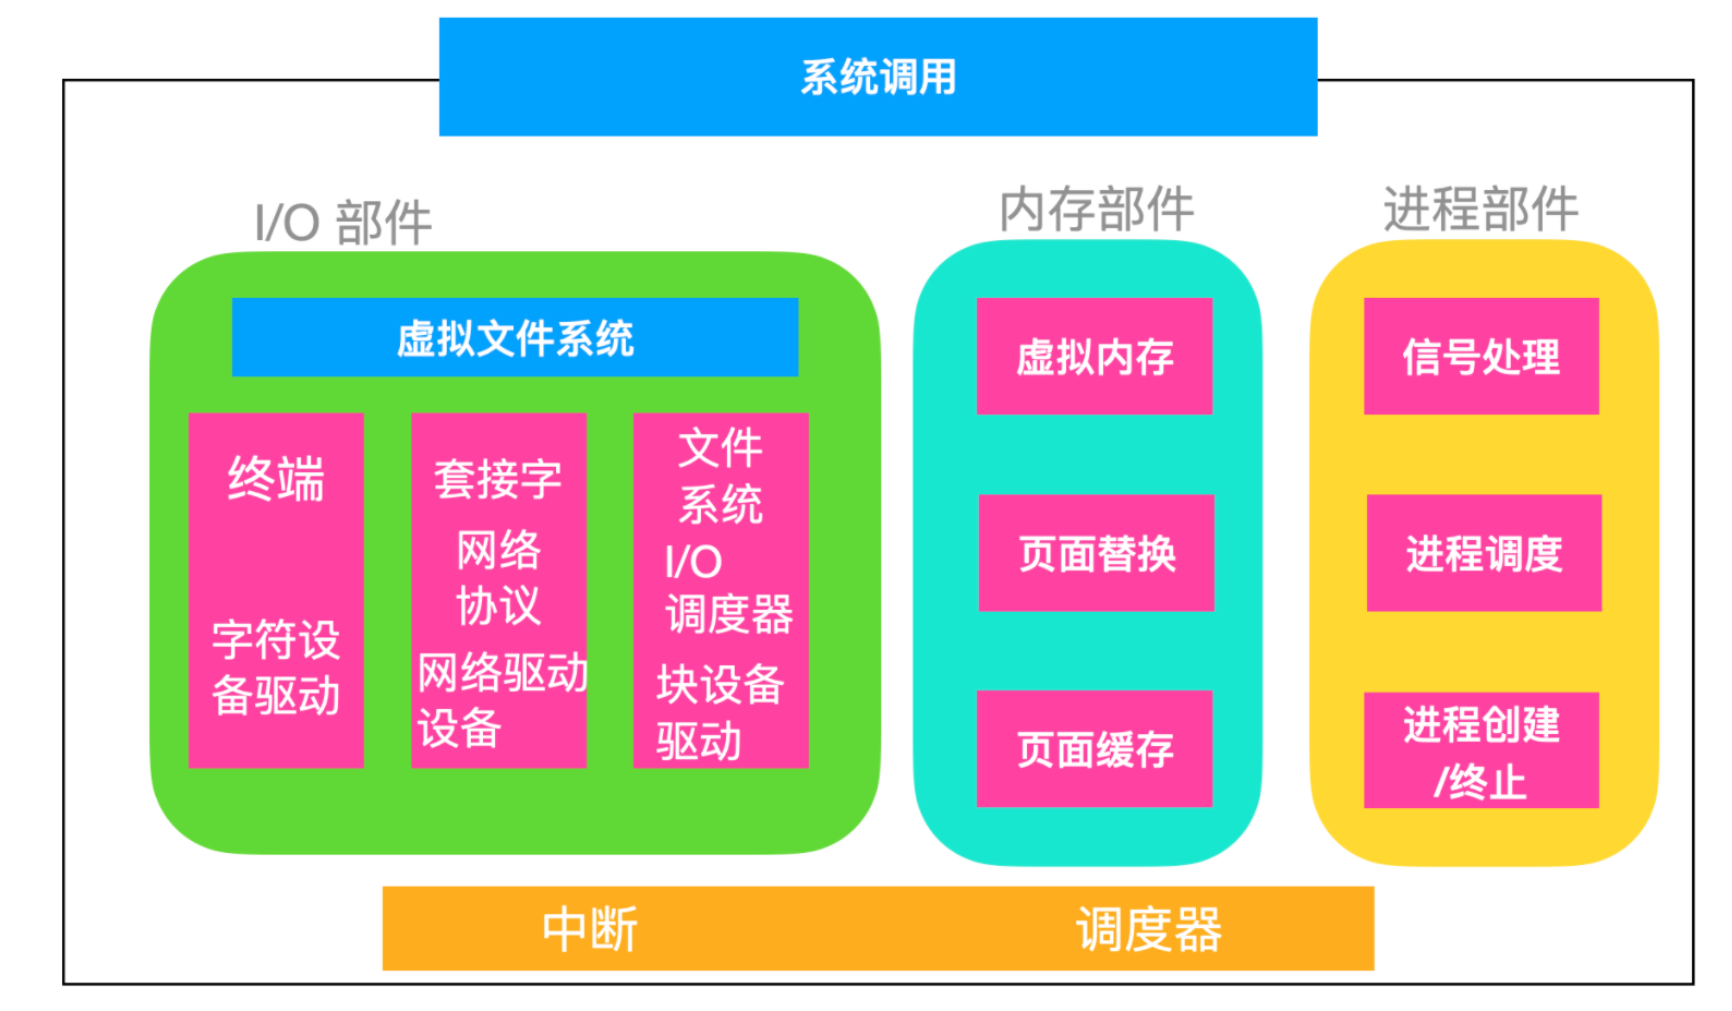 系统调用
I/O 部件
内存部件
进程部件
虚拟文件系统
终端
字符设
备驱动
套接字
网络
协议
网络驱动
设备
文件
系统
I/O
调度器
块设备
驱动
虚拟内存
页面替换
页面缓存
信号处理
进程调度
进程创建
/终止
中断
调度器